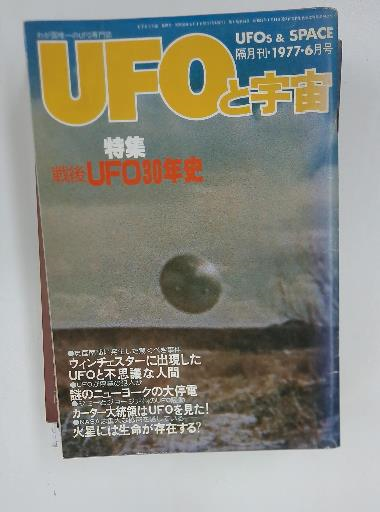 わが国唯一のUFO専門誌
UFOと宇宙
UFOs & SPACE
隔月刊・1977・6月号
特集
戦後UFO30年史
ウィンチェスターに出現した
UFOと不思議な人間
謎のニューヨークの大停電
カーター大統領はUFOを見た!
火星には生命が存在する?